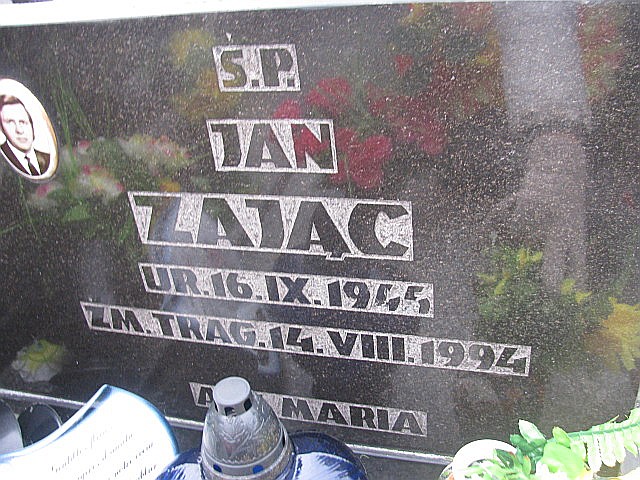 Ś.P.
JAN
ZAJĄC
UR. 16. IX. 1945
ZM. TRAG. 14. VIII. 1994
MARIA